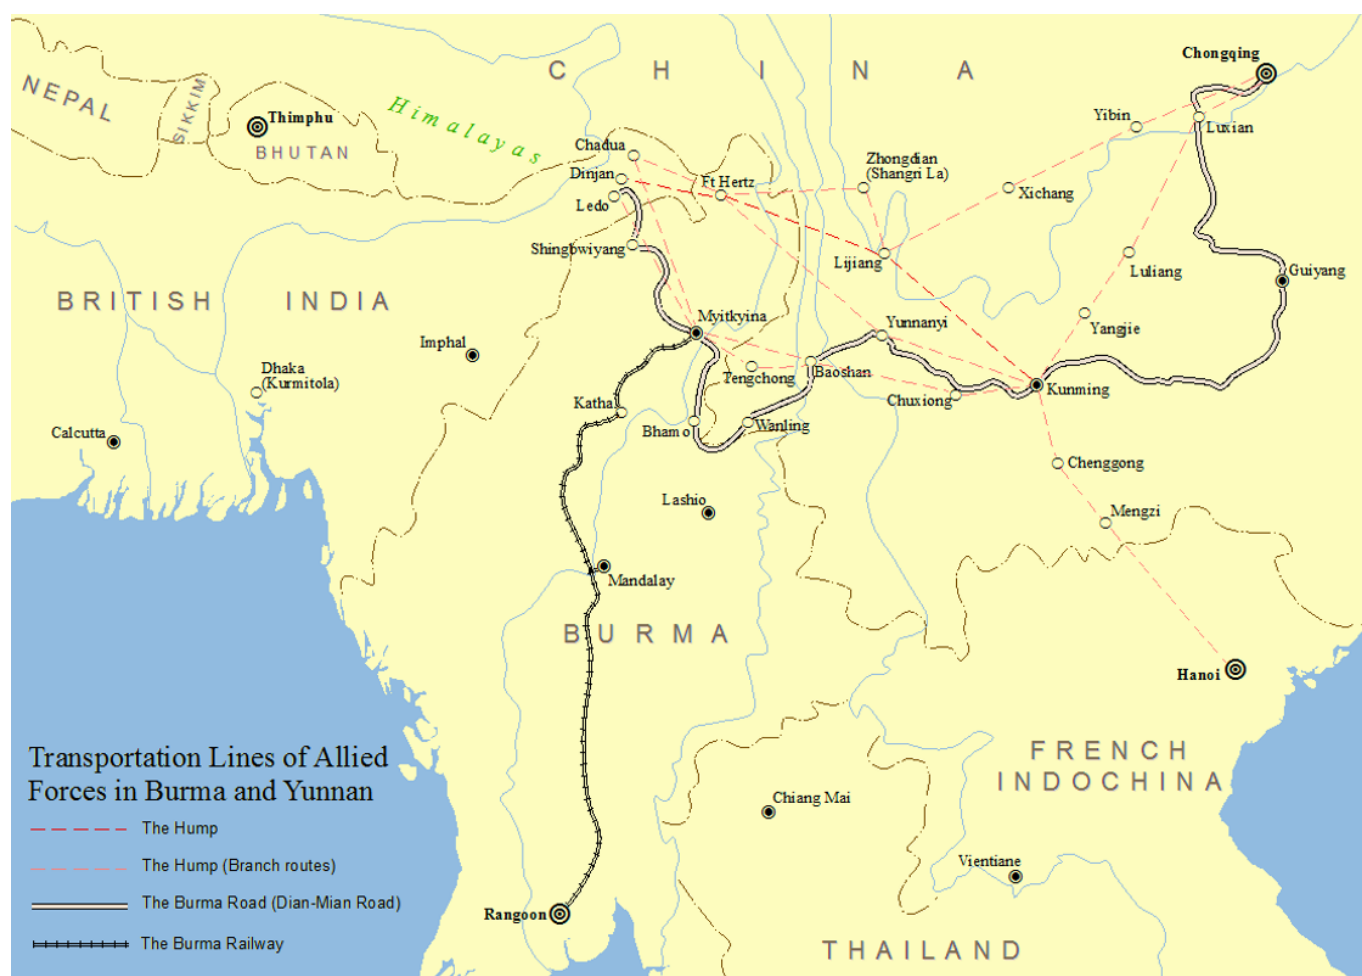 C H I N A
Chongqing
NEPAL
SIKKIM
Thimphu
BHUTAN
Himalayas
Yibin
Luxian
Chadua
Dinjan
Ft Hertz
Zhongdian
(Shangri La)
Xichang
Ledo
Shingbwiyang
Lijiang
Luliang
Guiyang
BRITISH INDIA
Myitkyina
Yunnanyi
Yangjie
Imphal
Dhaka
(Kurmitola)
Tengchong
Baoshan
Chuxiong
Kunming
Katha
Calcutta
Bhamo
Wanling
Chenggong
Lashio
Mengzi
Mandalay
BURMA
Hanoi
Transportation Lines of Allied
Forces in Burma and Yunnan
FRENCH
INDOCHINA
Chiang Mai
The Hump
The Hump (Branch routes)
Vientiane
The Burma Road (Dian-Mian Road)
Rangoon
The Burma Railway
THAILAND